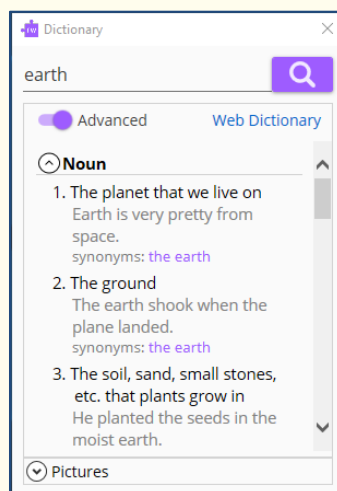 Dictionary
earth
Advanced
Web Dictionary
Noun
1. The planet that we live on
Earth is very pretty from
space.
synonyms: the earth
2. The ground
The earth shook when the
plane landed.
synonyms: the earth
3. The soil, sand, small stones,
etc. that plants grow in
He planted the seeds in the
moist earth.
Pictures